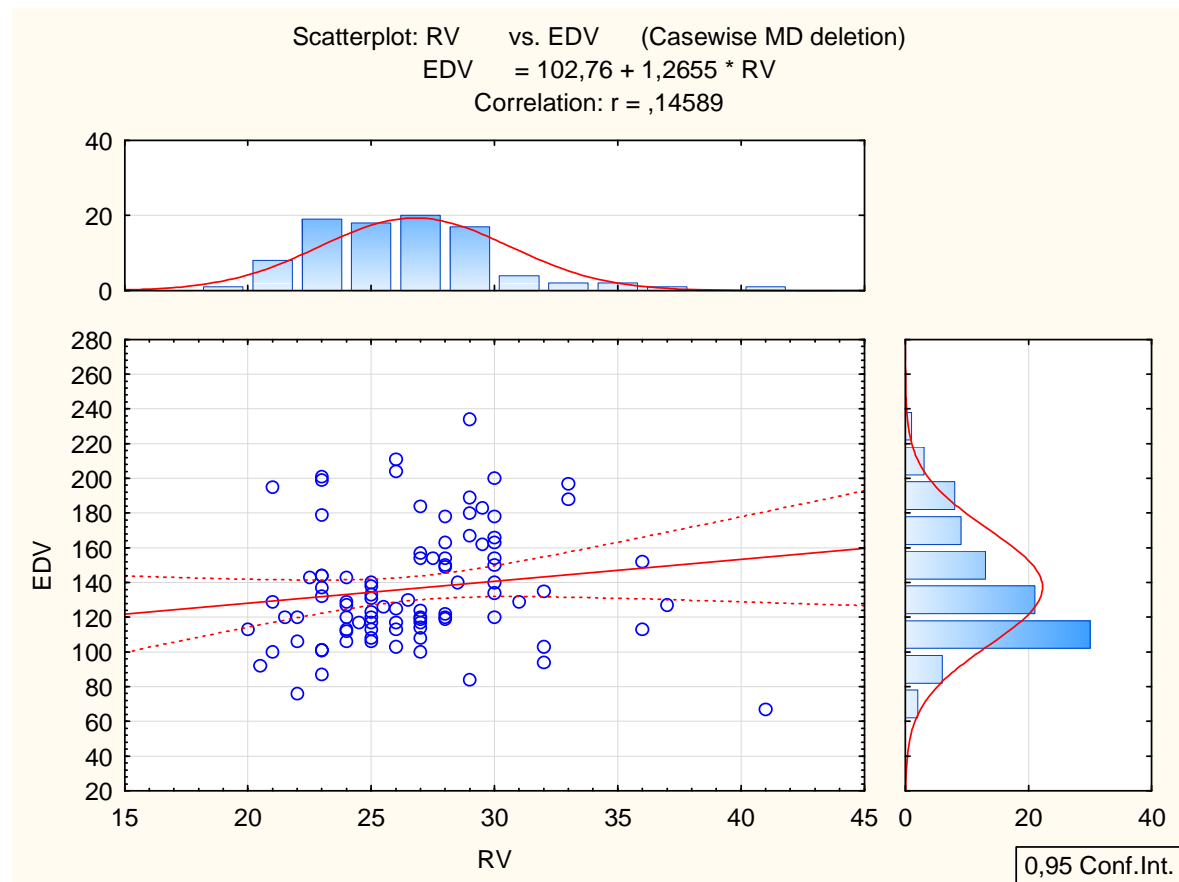 Scatterplot: RV vs. EDV (Casewise MD deletion)
EDV = 102,76 + 1,2655 * RV
Correlation: r = ,14589
40
20
0
280
260
240
220
200
180
160
140
120
100
80
60
40
20
EDV
15 20 25 30 35 40 45
RV
0 20 40
0,95 Conf.Int.